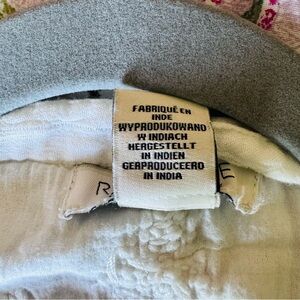 FABRIQUÉ EN
INDE
WYPRODUKOWANO
W INDIACH
HERGESTELLT
IN INDIEN
GEPRODUCEERD
IN INDIA
R E